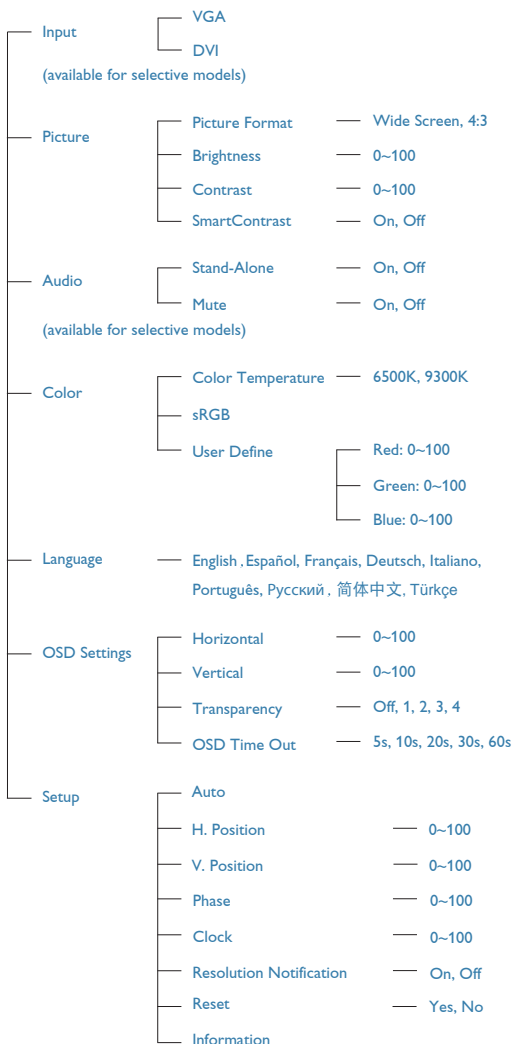 Input
VGA
DVI
(available for selective models)
Picture
Picture Format Wide Screen, 4:3
Brightness 0~100
Contrast 0~100
SmartContrast On, Off
Audio
Stand-Alone On, Off
Mute On, Off
(available for selective models)
Color
Color Temperature 6500K, 9300K
sRGB
User Define Red: 0~100
Green: 0~100
Blue: 0~100
Language English , Español, Français, Deutsch, Italiano,
Português, Русский , 简体中文, Türkçe
OSD Settings
Horizontal 0~100
Vertical 0~100
Transparency Off, 1, 2, 3, 4
OSD Time Out 5s, 10s, 20s, 30s, 60s
Setup
Auto
H. Position 0~100
V. Position 0~100
Phase 0~100
Clock 0~100
Resolution Notification On, Off
Reset Yes, No
Information